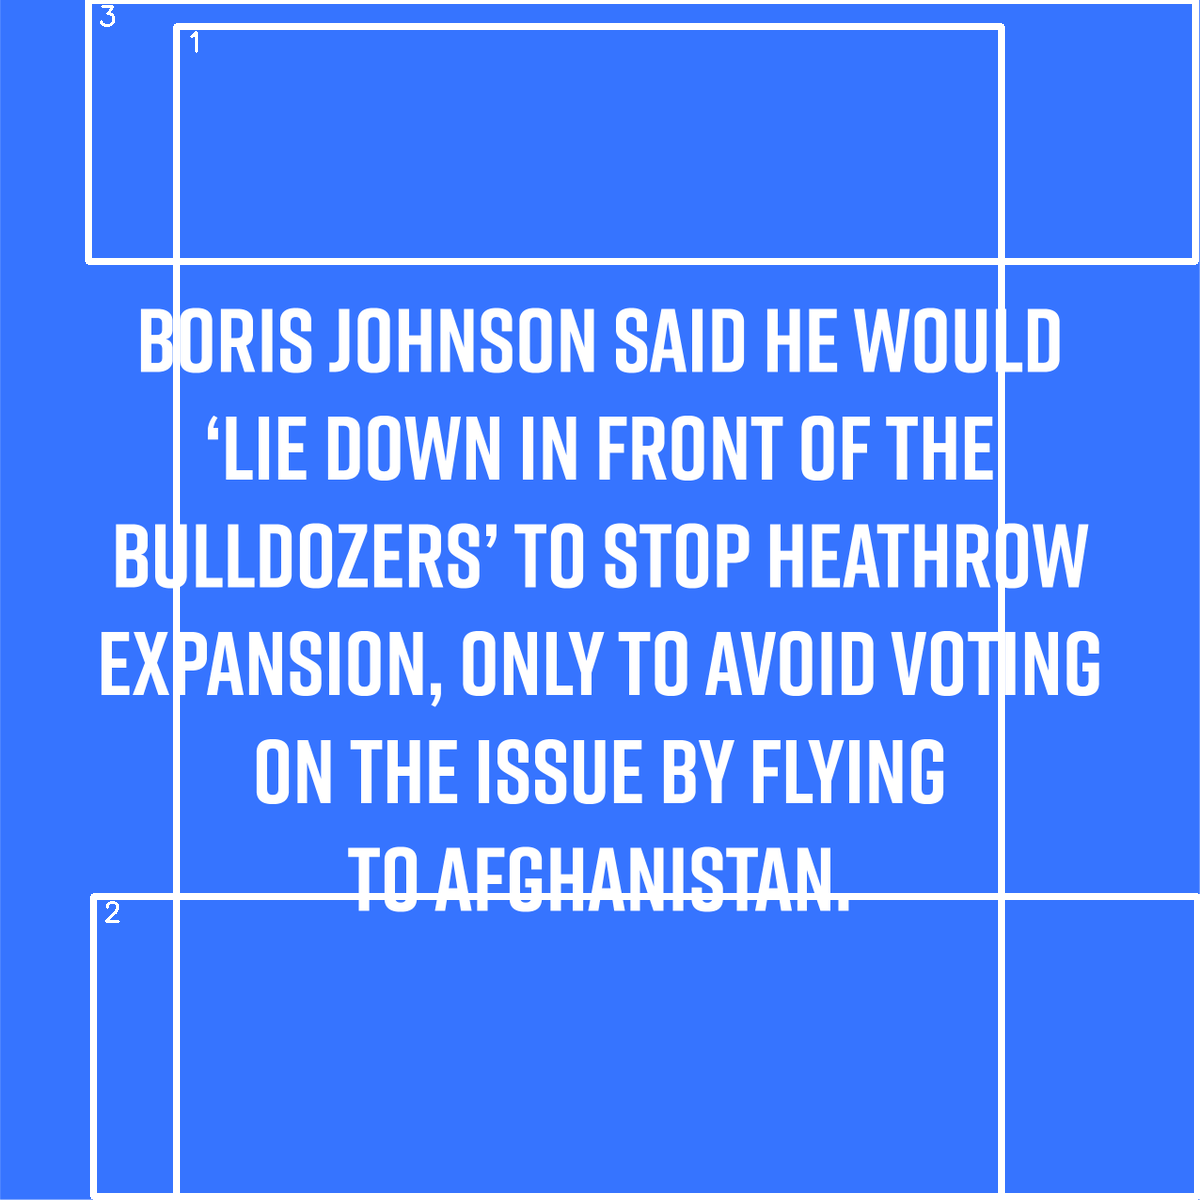 3
1
BORIS JOHNSON SAID HE WOULD
‘LIE DOWN IN FRONT OF THE
BULLDOZERS’ TO STOP HEATHROW
EXPANSION, ONLY TO AVOID VOTING
ON THE ISSUE BY FLYING
TO AFGHANISTAN.
2